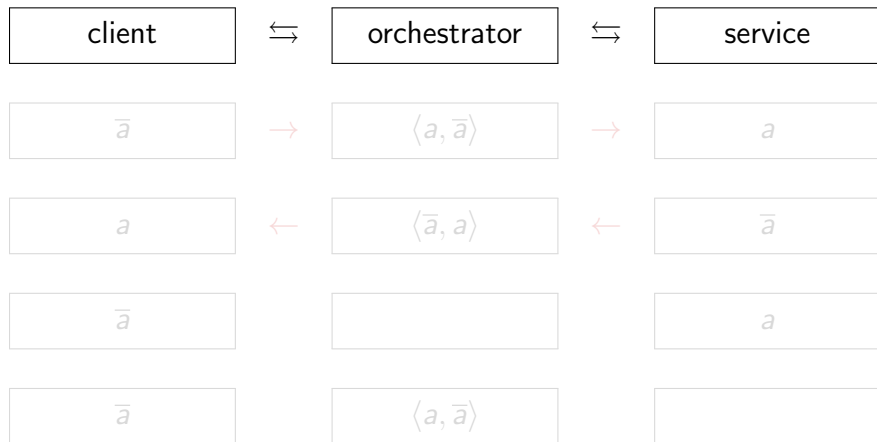 client ⇆ orchestrator ⇆ service
a̅ → ⟨a, a̅⟩ → a
a ← ⟨a̅, a⟩ ← a̅
a̅ a
a̅ ⟨a, a̅⟩